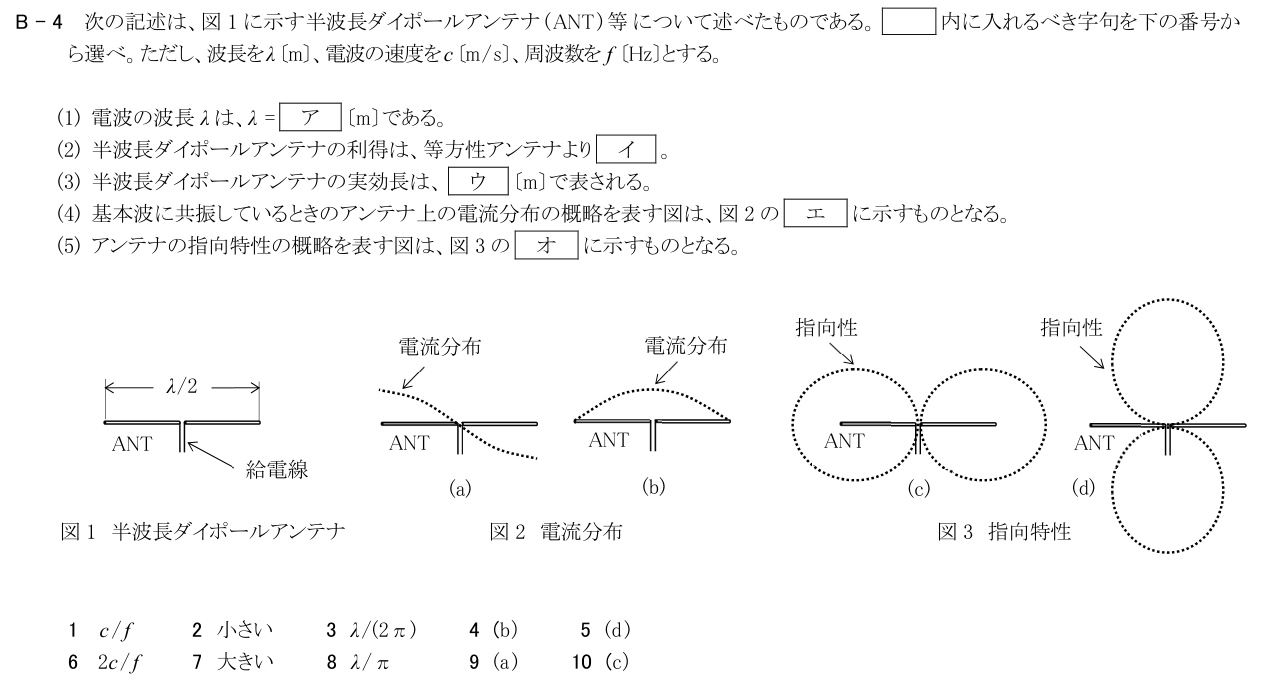 B－4 次の記述は、図1に示す半波長ダイポールアンテナ(ANT)等について述べたものである。 内に入れるべき字句を下の番号か
ら選べ。ただし、波長をλ〔m〕、電波の速度をc〔m/s〕、周波数をf〔Hz〕とする。
(1) 電波の波長λは、λ＝ ア 〔m〕である。
(2) 半波長ダイポールアンテナの利得は、等方性アンテナより イ 。
(3) 半波長ダイポールアンテナの実効長は、 ウ 〔m〕で表される。
(4) 基本波に共振しているときのアンテナ上の電流分布の概略を表す図は、図2の エ に示すものとなる。
(5) アンテナの指向特性の概略を表す図は、図3の オ に示すものとなる。
λ/2
ANT
給電線
図1 半波長ダイポールアンテナ
電流分布
ANT
(a)
電流分布
ANT
(b)
図2 電流分布
指向性
ANT
(c)
指向性
ANT
(d)
図3 指向特性
1 c/f 2 小さい 3 λ/(2π) 4 (b) 5 (d)
6 2c/f 7 大きい 8 λ/π 9 (a) 10 (c)